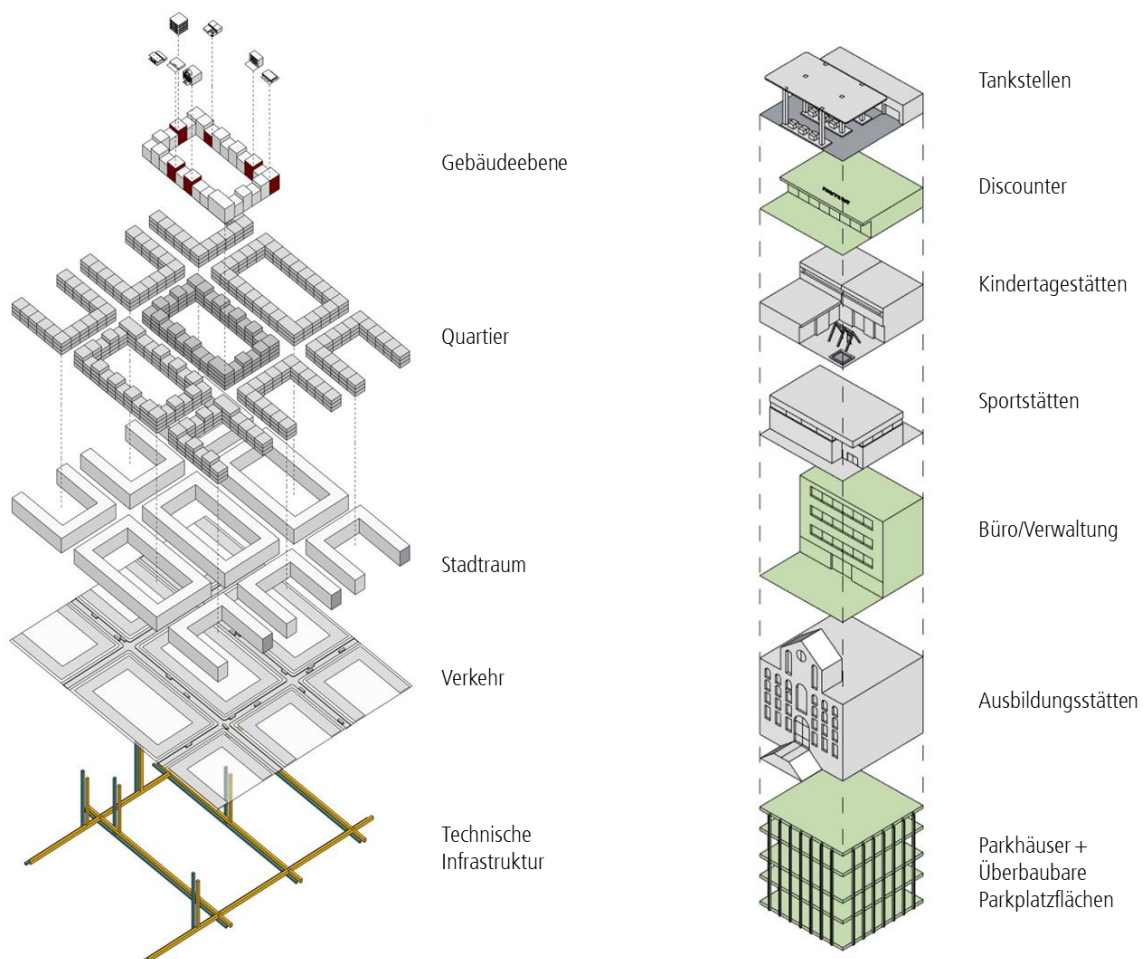 Gebäudeebene
Quartier
Stadtraum
Verkehr
Technische
Infrastruktur
Tankstellen
Discounter
Kindertagestätten
Sportstätten
Büro/Verwaltung
Ausbildungsstätten
Parkhäuser +
Überbaubare
Parkplatzflächen